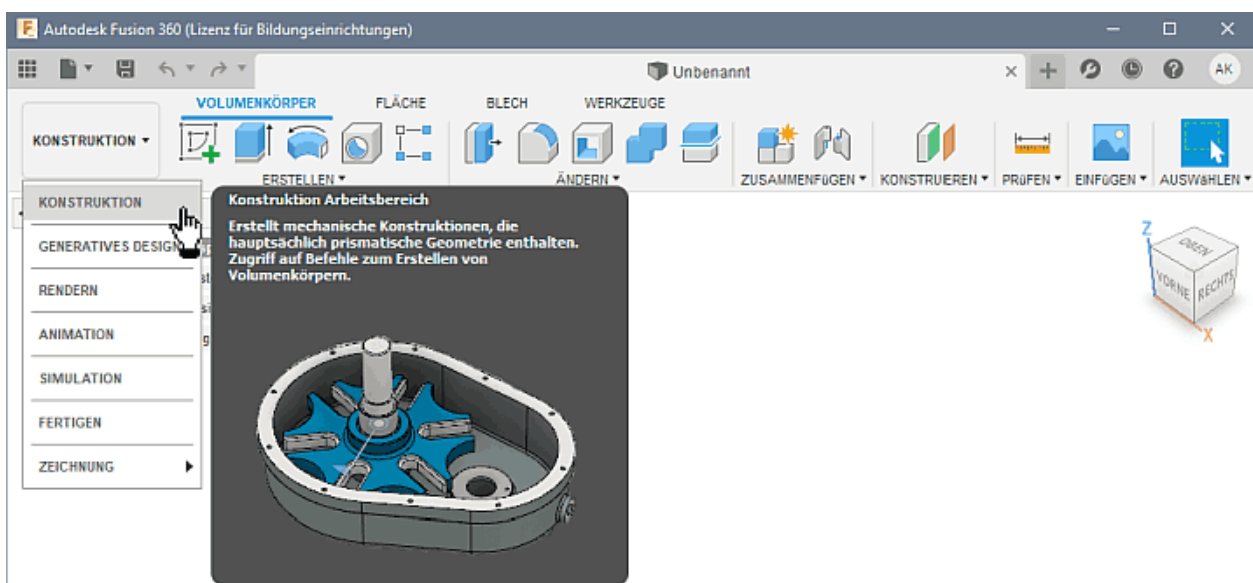 Autodesk Fusion 360 (Lizenz für Bildungseinrichtungen)
Unbenannt
AK
VOLUMENKÖRPER FLÄCHE BLECH WERKZEUGE
KONSTRUKTION
ERSTELLEN ÄNDERN ZUSAMMENFüGEN KONSTRUIEREN PRüFEN EINFüGEN AUSWäHLEN
KONSTRUKTION
GENERATIVES DESIGN
RENDERN
ANIMATION
SIMULATION
FERTIGEN
ZEICHNUNG
Konstruktion Arbeitsbereich
Erstellt mechanische Konstruktionen, die
hauptsächlich prismatische Geometrie enthalten.
Zugriff auf Befehle zum Erstellen von
Volumenkörpern.
Z
OBEN
VORNE
RECHTS
X